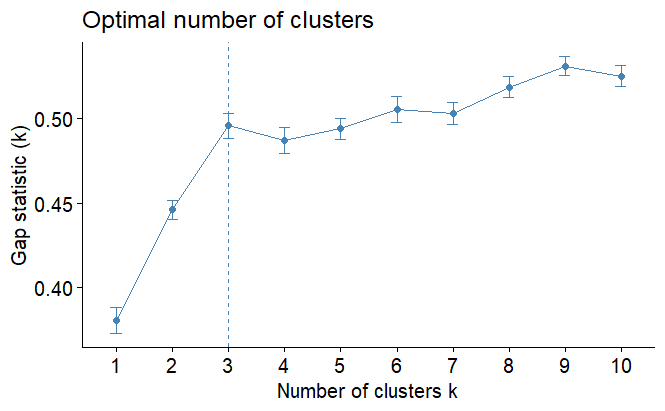 Optimal number of clusters
Gap statistic (k)
0.50
0.45
0.40
1 2 3 4 5 6 7 8 9 10
Number of clusters k